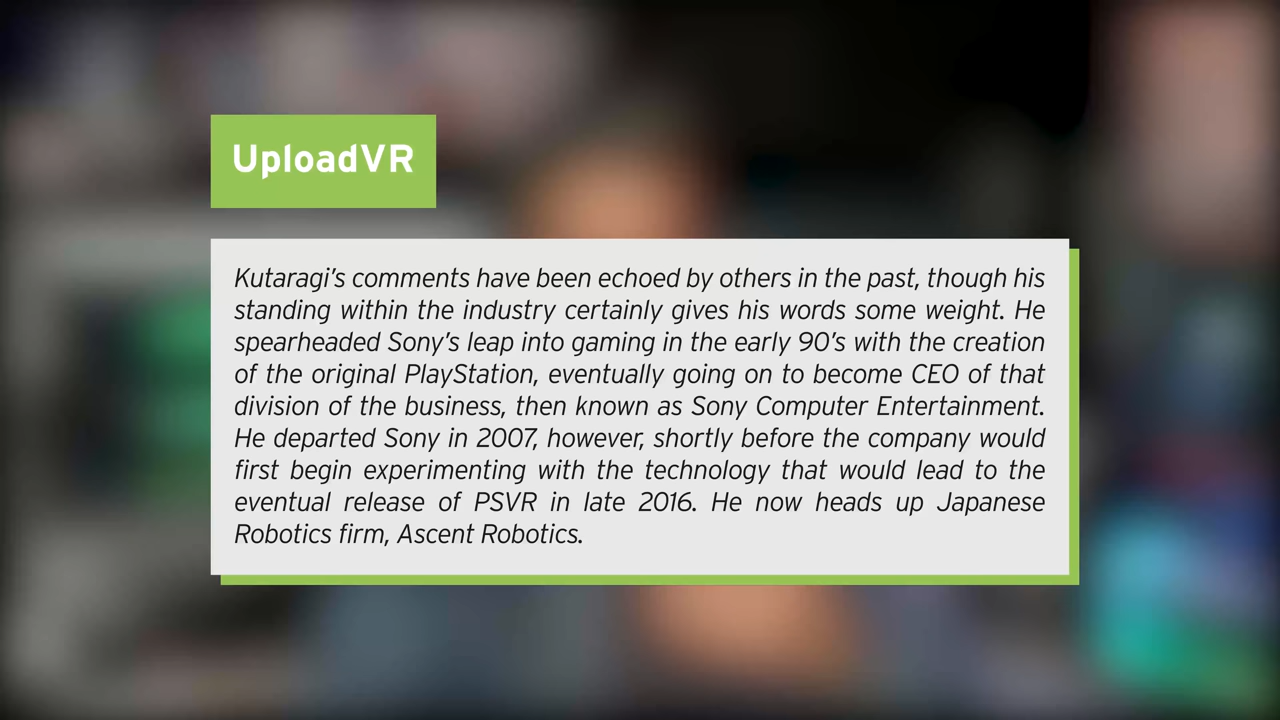 UploadVR
Kutaragi's comments have been echoed by others in the past, though his
standing within the industry certainly gives his words some weight. He
spearheaded Sony's leap into gaming in the early 90's with the creation
of the original PlayStation, eventually going on to become CEO of that
division of the business, then known as Sony Computer Entertainment.
He departed Sony in 2007, however, shortly before the company would
first begin experimenting with the technology that would lead to the
eventual release of PSVR in late 2016. He now heads up Japanese
Robotics firm, Ascent Robotics.